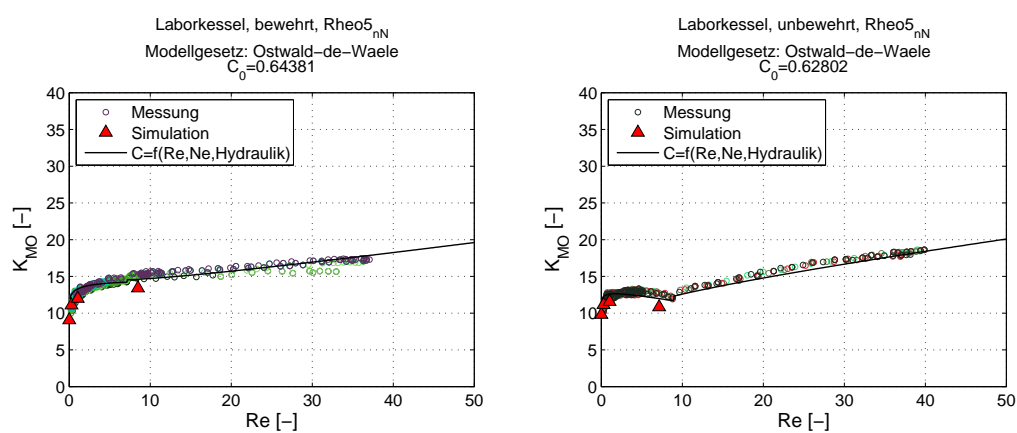 Laborkessel, bewehrt, Rheo5nN
Modellgesetz: Ostwald−de−Waele
C0=0.64381
40
35
30
25
20
15
10
5
0
Messung
Simulation
C=f(Re,Ne,Hydraulik)
KMO [−]
0 10 20 30 40 50
Re [−]
Laborkessel, unbewehrt, Rheo5nN
Modellgesetz: Ostwald−de−Waele
C0=0.62802
40
35
30
25
20
15
10
5
0
Messung
Simulation
C=f(Re,Ne,Hydraulik)
KMO [−]
0 10 20 30 40 50
Re [−]